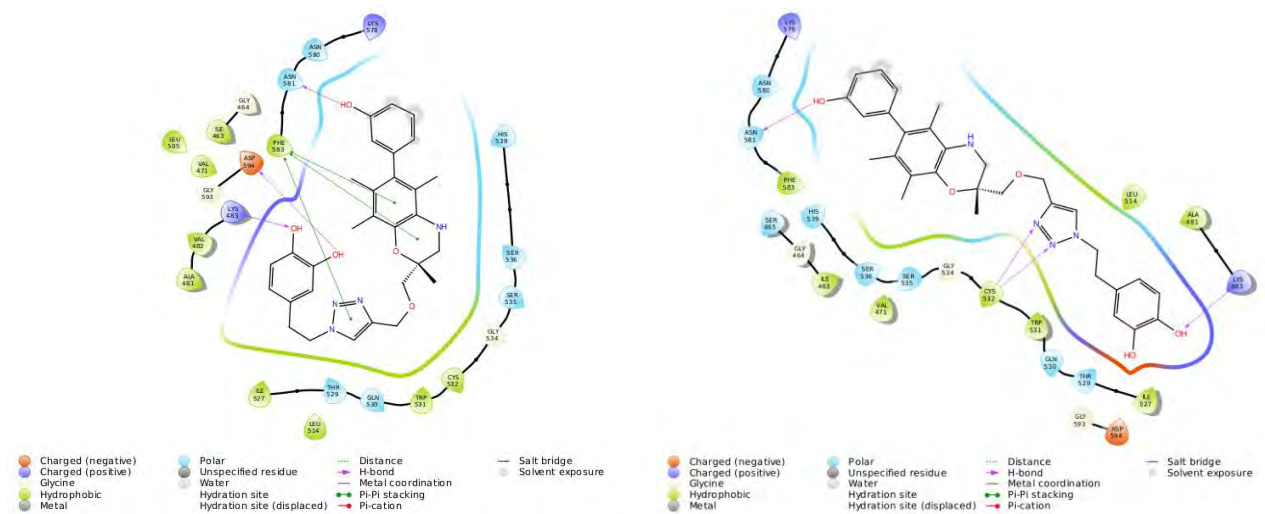 LYS
578
ASN
580
ASN
581
HO
GLY
464
ILE
463
LEU
505
PHE
583
VAL
471
ASP
594
GLY
593
LYS
483
VAL
482
ALA
481
OH
OH
O
NH
O
N
N
N
HIS
539
SER
536
SER
535
GLY
534
CYS
532
TRP
531
GLN
530
THR
529
ILE
527
LEU
514
Charged (negative)
Charged (positive)
Glycine
Hydrophobic
Metal
Polar
Unspecified residue
Water
Hydration site
Hydration site (displaced)
Distance
H-bond
Metal coordination
Pi-Pi stacking
Pi-cation
Salt bridge
Solvent exposure
LYS
578
ASN
580
ASN
581
PHE
583
HO
NH
O
O
N
N
N
LEU
514
ALA
481
LYS
483
OH
HO
SER
465
HIS
539
GLY
464
ILE
463
SER
536
SER
535
GLY
534
VAL
471
CYS
532
TRP
531
GLN
530
THR
529
ILE
527
GLY
593
ASP
594
Charged (negative)
Charged (positive)
Glycine
Hydrophobic
Metal
Polar
Unspecified residue
Water
Hydration site
Hydration site (displaced)
Distance
H-bond
Metal coordination
Pi-Pi stacking
Pi-cation
Salt bridge
Solvent exposure